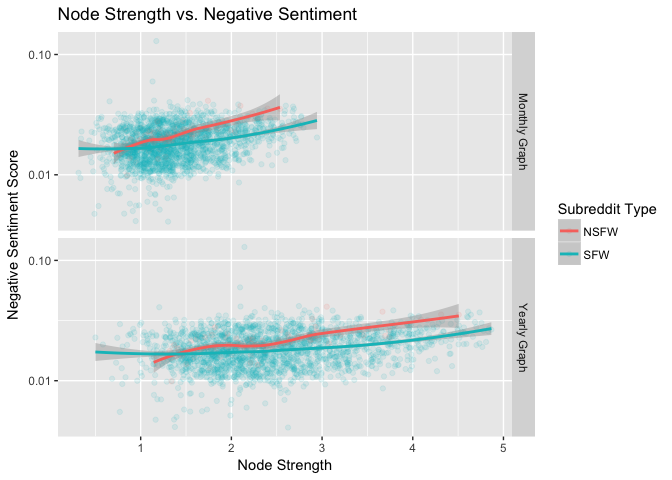 Node Strength vs. Negative Sentiment
Negative Sentiment Score
0.10
0.01
Monthly Graph
0.10
0.01
Yearly Graph
1 2 3 4 5
Node Strength
Subreddit Type
NSFW
SFW